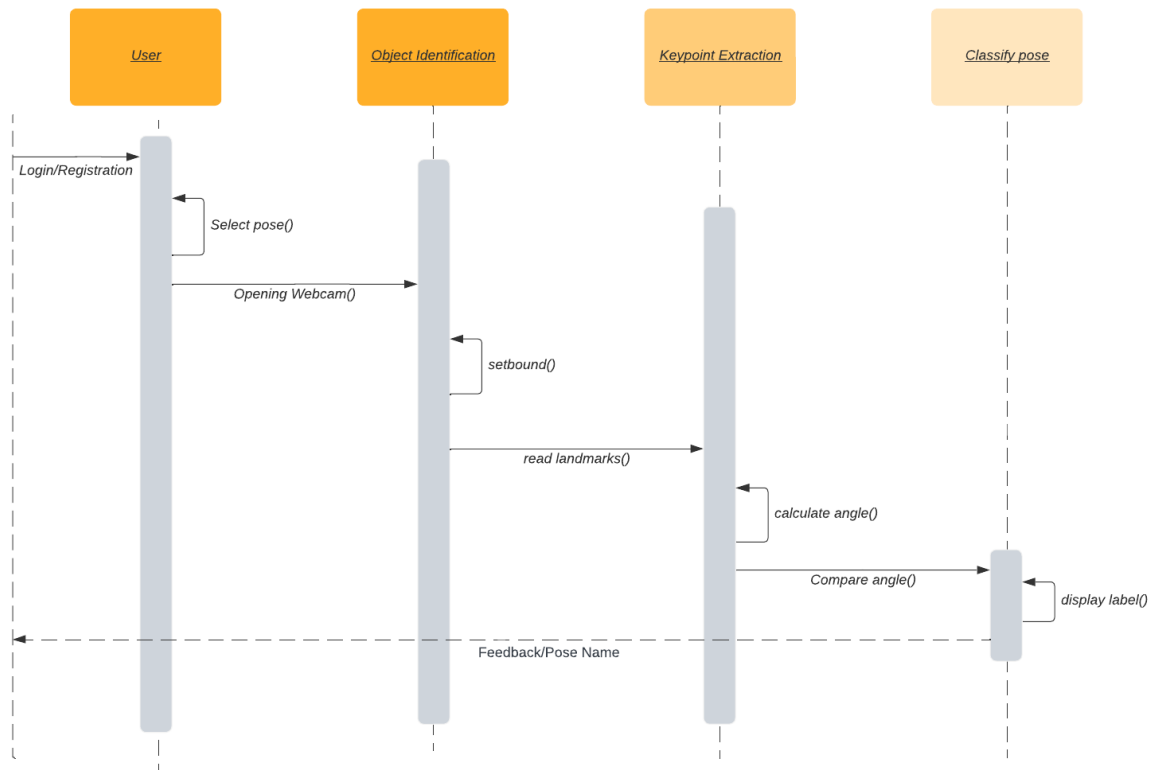 User
Object Identification
Keypoint Extraction
Classify pose
Login/Registration
Select pose()
Opening Webcam()
setbound()
read landmarks()
calculate angle()
Compare angle()
display label()
Feedback/Pose Name